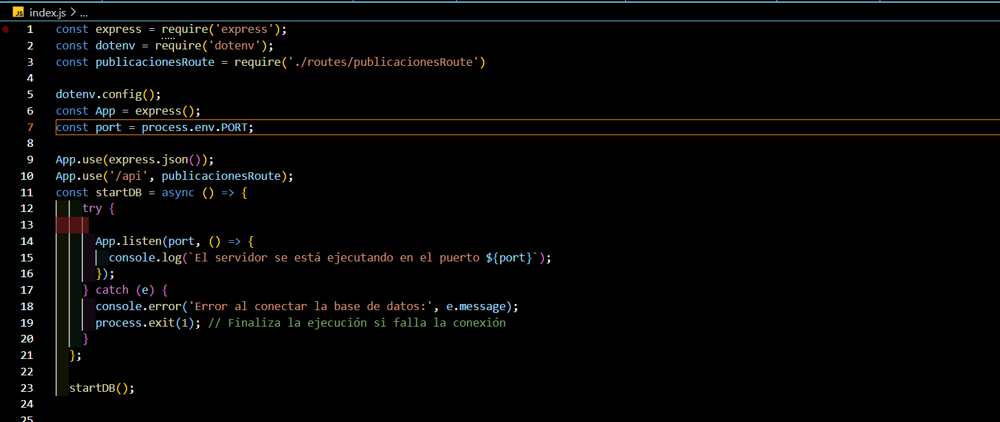 JS index.js > ...
1 const express = require('express');
2 const dotenv = require('dotenv');
3 const publicacionesRoute = require('./routes/publicacionesRoute')
4
5 dotenv.config();
6 const App = express();
7 const port = process.env.PORT;
8
9 App.use(express.json());
10 App.use('/api', publicacionesRoute);
11 const startDB = async () => {
12     try {
13
14       App.listen(port, () => {
15         console.log(`El servidor se está ejecutando en el puerto ${port}`);
16       });
17     } catch (e) {
18       console.error('Error al conectar la base de datos:', e.message);
19       process.exit(1); // Finaliza la ejecución si falla la conexión
20     }
21   };
22
23   startDB();
24
25